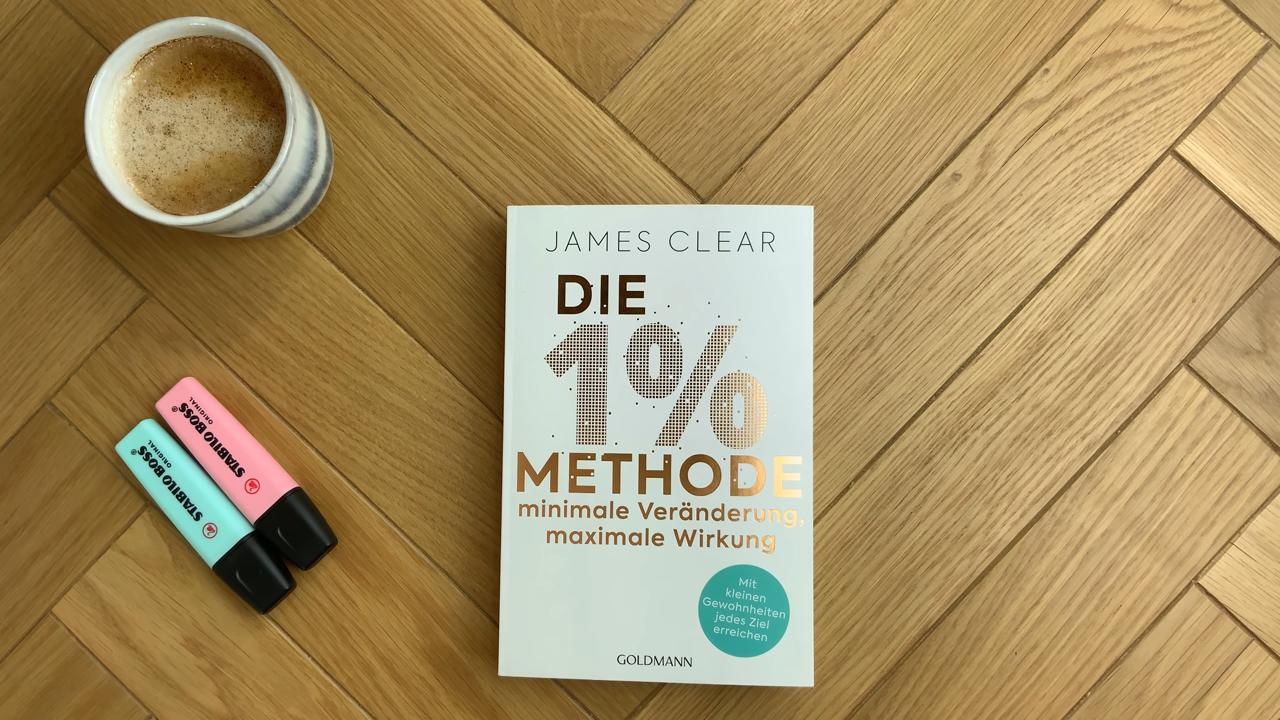 JAMES CLEAR
DIE
1%
METHODE
minimale Veränderung,
maximale Wirkung
Mit
kleinen
Gewohnheiten
jedes Ziel
erreichen
GOLDMANN
STABILO BOSS®
ORIGINAL
STABILO BOSS®
ORIGINAL